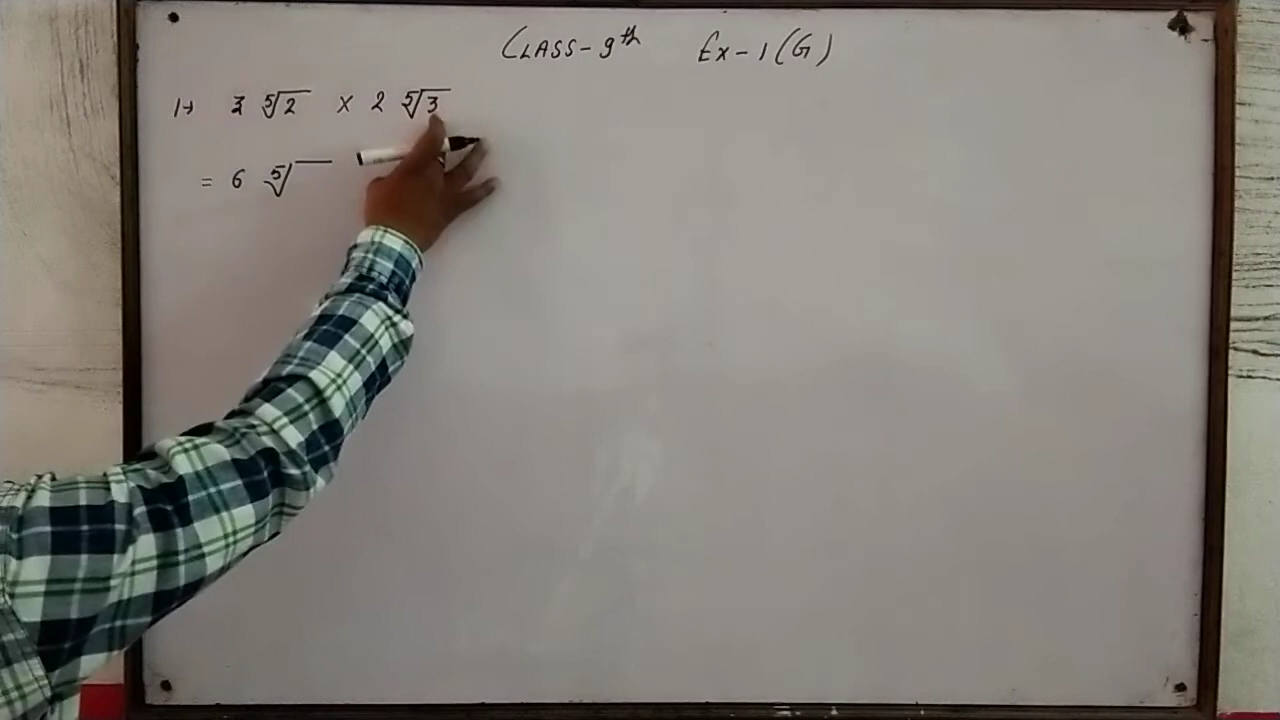 CLASS-9th Ex-1(G)
1→ 3 ⁵√2 × 2 ⁵√3
= 6 ⁵√